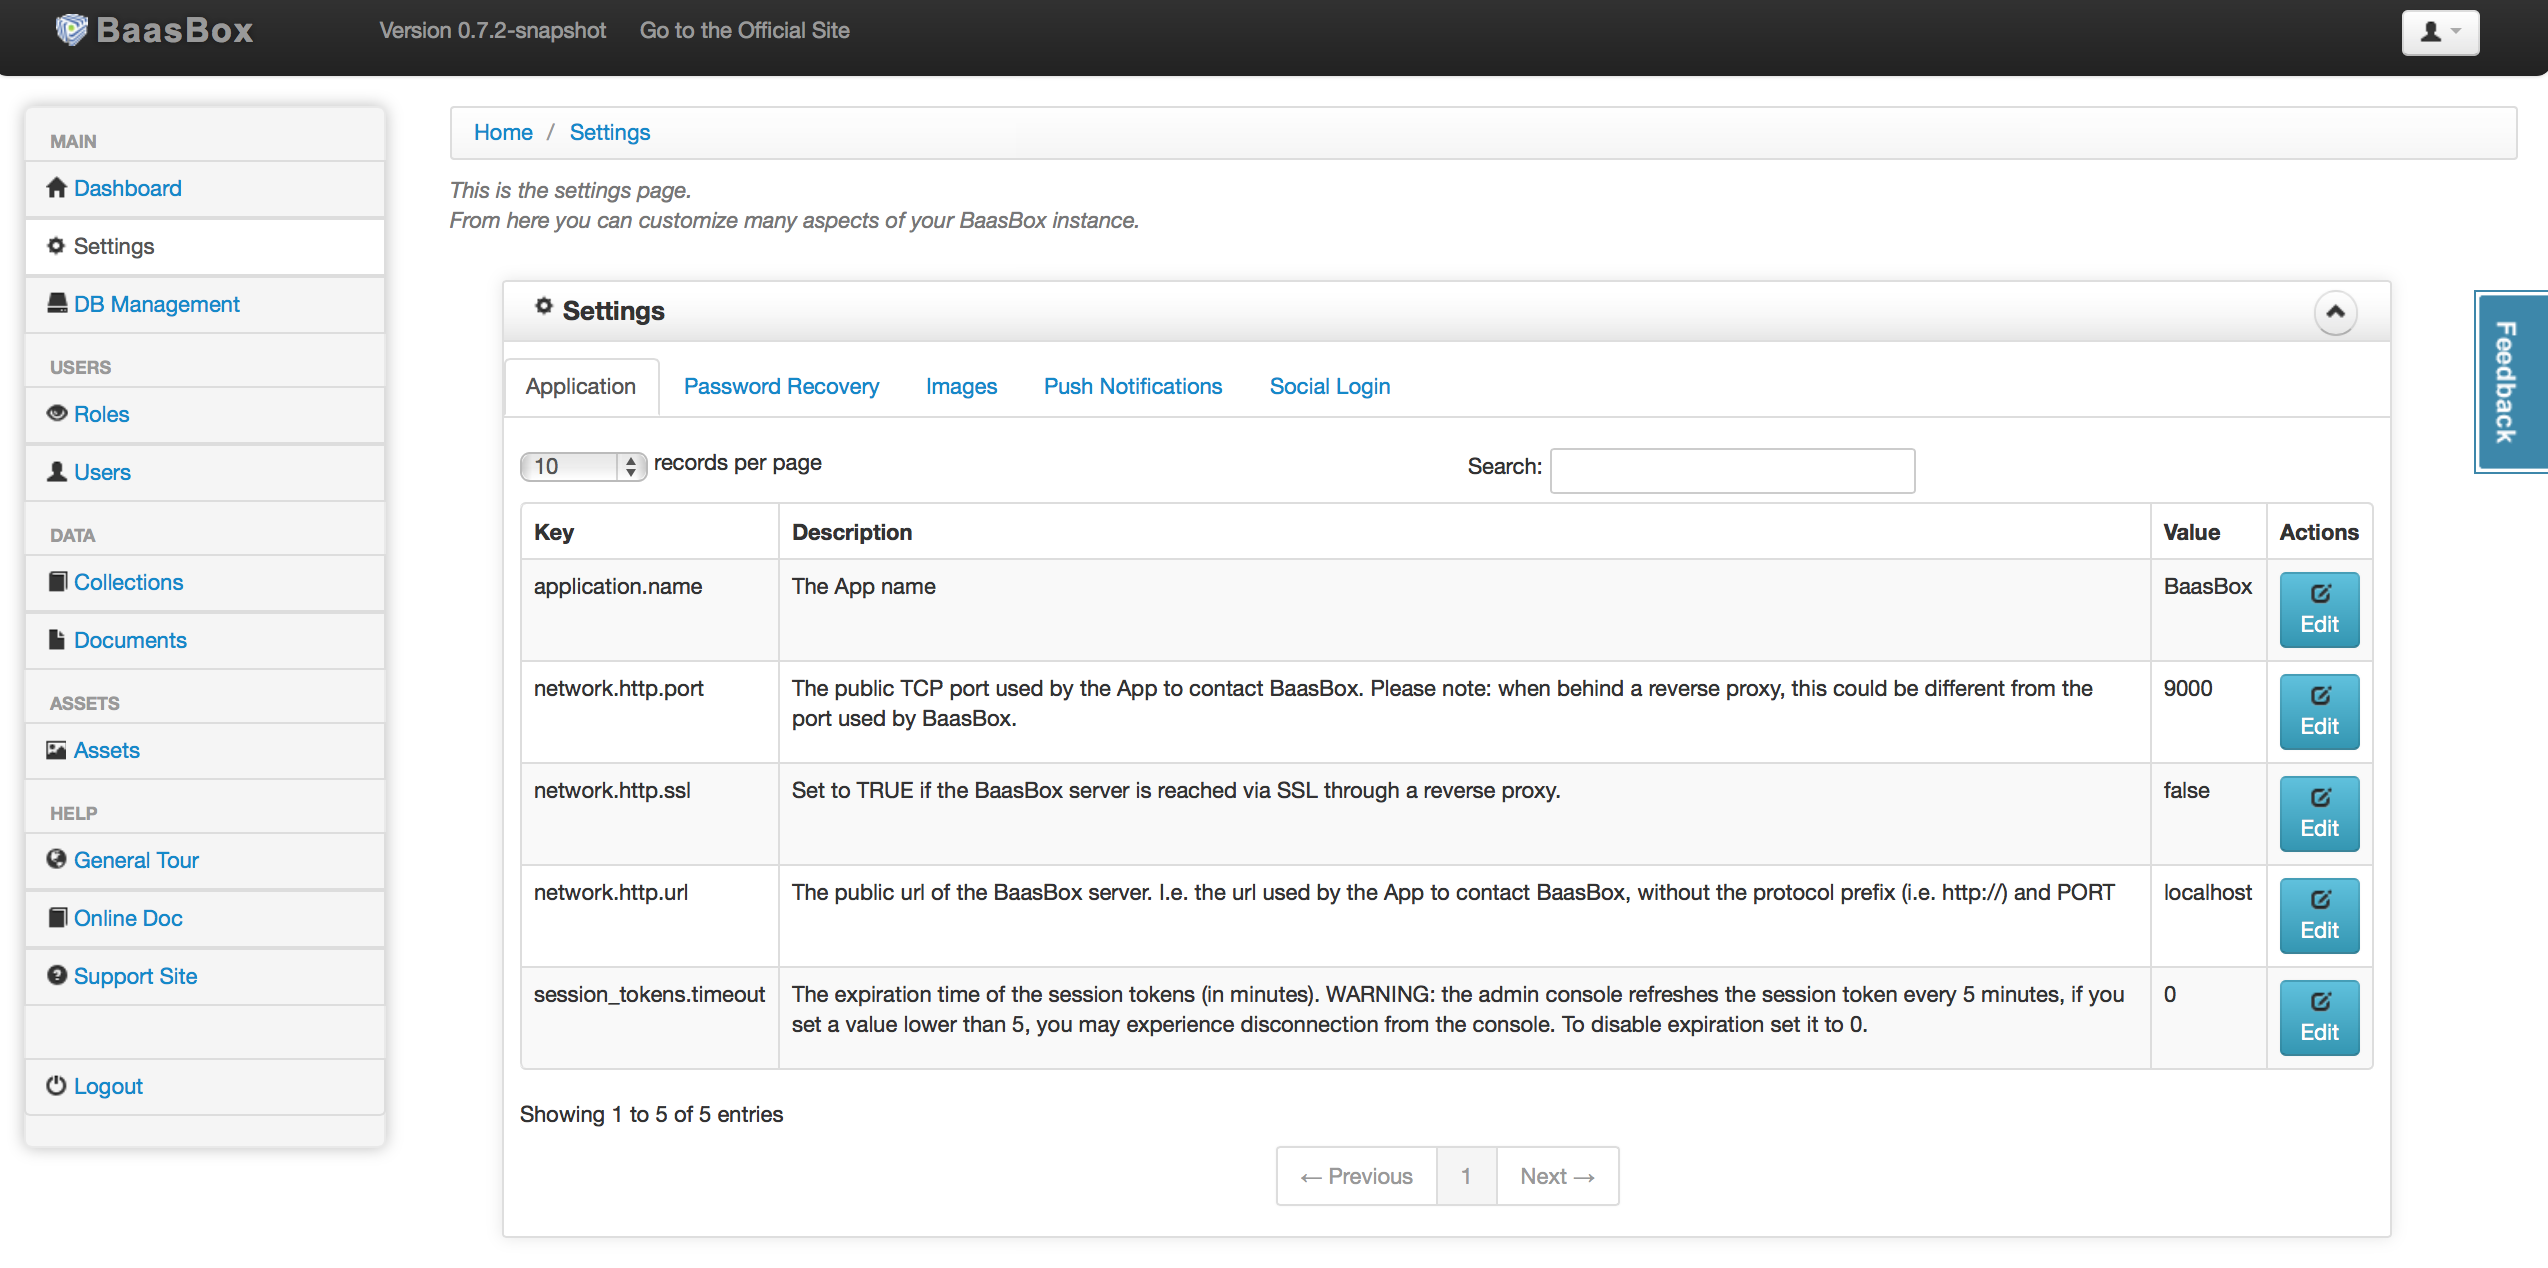 BaasBox
Version 0.7.2-snapshot
Go to the Official Site
MAIN
Dashboard
Settings
DB Management
USERS
Roles
Users
DATA
Collections
Documents
ASSETS
Assets
HELP
General Tour
Online Doc
Support Site
Logout
Home / Settings
This is the settings page.
From here you can customize many aspects of your BaasBox instance.
Settings
Application
Password Recovery
Images
Push Notifications
Social Login
10 records per page
Search:
Key Description Value Actions
application.name The App name BaasBox Edit
network.http.port The public TCP port used by the App to contact BaasBox. Please note: when behind a reverse proxy, this could be different from the
port used by BaasBox.
9000
Edit
network.http.ssl Set to TRUE if the BaasBox server is reached via SSL through a reverse proxy. false Edit
network.http.url The public url of the BaasBox server. I.e. the url used by the App to contact BaasBox, without the protocol prefix (i.e. http://) and PORT localhost Edit
session_tokens.timeout The expiration time of the session tokens (in minutes). WARNING: the admin console refreshes the session token every 5 minutes, if you
set a value lower than 5, you may experience disconnection from the console. To disable expiration set it to 0.
0
Edit
Showing 1 to 5 of 5 entries
← Previous 1 Next →
Feedback